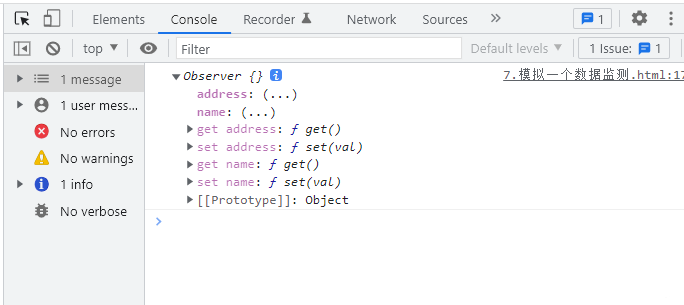 Elements Console Recorder Network Sources 1
top Filter Default levels 1 Issue: 1
1 message
1 user mess...
No errors
No warnings
1 info
No verbose
Observer {} i 7.模拟一个数据监测.html:17
address: (...)
name: (...)
get address: ƒ get()
set address: ƒ set(val)
get name: ƒ get()
set name: ƒ set(val)
[[Prototype]]: Object